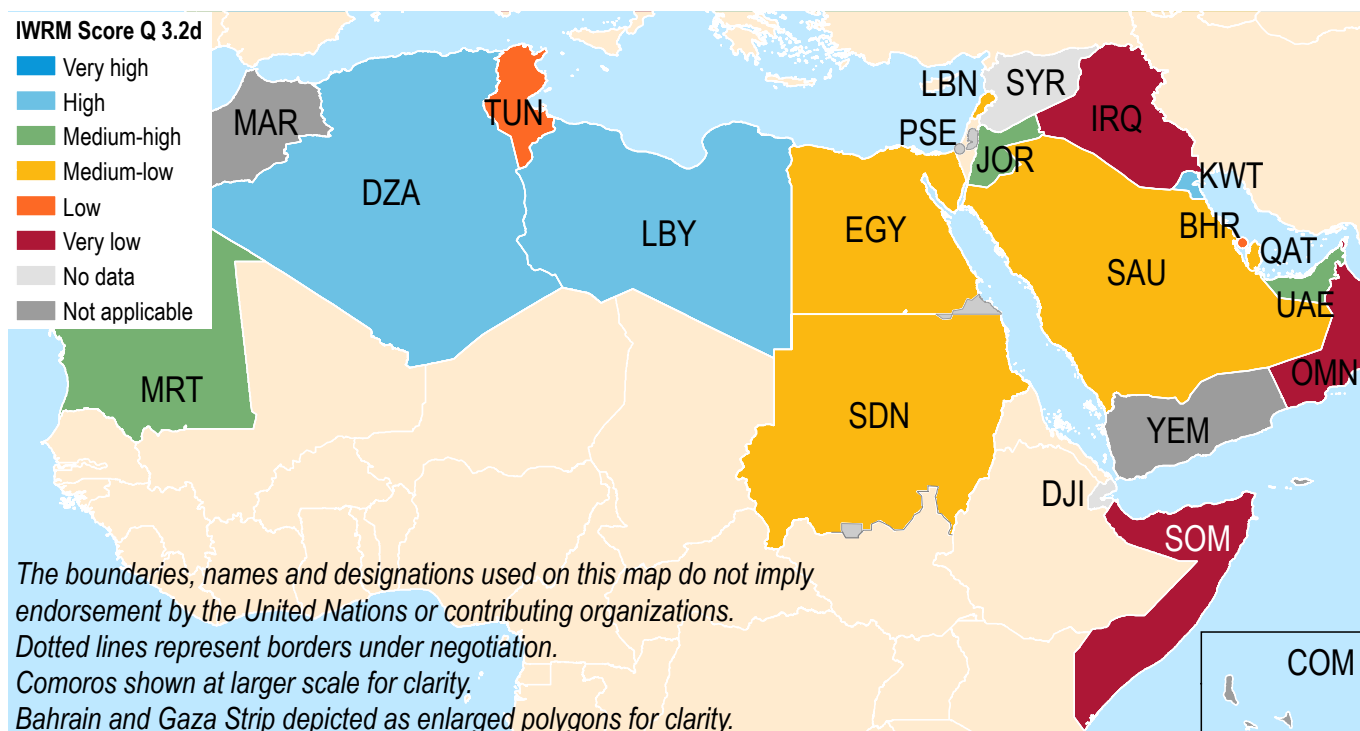 IWRM Score Q 3.2d
Very high
High
Medium-high
Medium-low
Low
Very low
No data
Not applicable
MAR
TUN
DZA
LBY
EGY
LBN
SYR
PSE
JOR
IRQ
KWT
BHR
QAT
SAU
UAE
OMN
MRT
SDN
YEM
DJI
SOM
COM
The boundaries, names and designations used on this map do not imply
endorsement by the United Nations or contributing organizations.
Dotted lines represent borders under negotiation.
Comoros shown at larger scale for clarity.
Bahrain and Gaza Strip depicted as enlarged polygons for clarity.